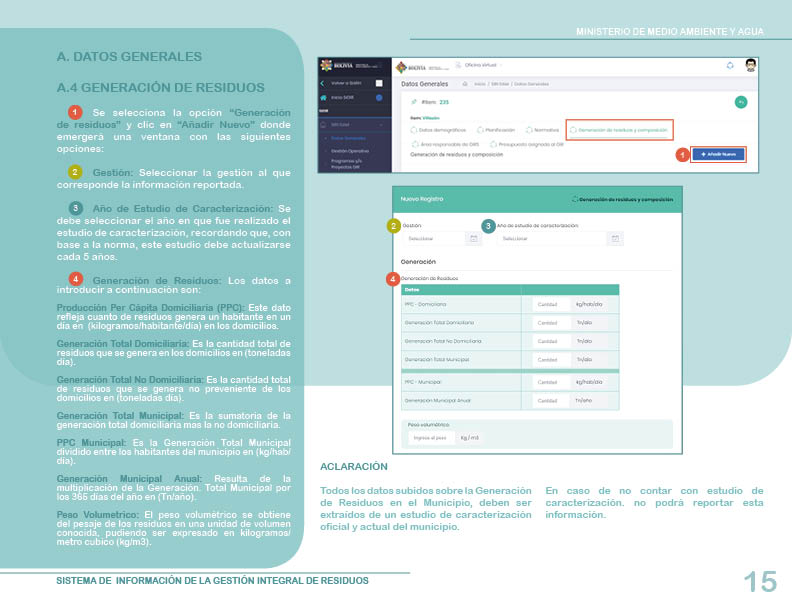 MINISTERIO DE MEDIO AMBIENTE Y AGUA
A. DATOS GENERALES
A.4 GENERACIÓN DE RESIDUOS
1 Se selecciona la opción “Generación
de residuos” y clic en “Añadir Nuevo” donde
emergerá una ventana con las siguientes
opciones:
2 Gestión: Seleccionar la gestión al que
corresponde la información reportada.
3 Año de Estudio de Caracterización: Se
debe seleccionar el año en que fue realizado el
estudio de caracterización, recordando que, con
base a la norma, este estudio debe actualizarse
cada 5 años.
4 Generación de Residuos: Los datos a
introducir a continuación son:
Producción Per Cápita Domiciliaria (PPC): Este dato
refleja cuanto de residuos genera un habitante en un
día en (kilogramos/habitante/día) en los domicilios.
Generación Total Domiciliaria: Es la cantidad total de
residuos que se genera en los domicilios en (toneladas
día).
Generación Total No Domiciliaria: Es la cantidad total
de residuos que se genera no preveniente de los
domicilios en (toneladas día).
Generación Total Municipal: Es la sumatoria de la
generación total domiciliaria mas la no domiciliaria.
PPC Municipal: Es la Generación Total Municipal
dividido entre los habitantes del municipio en (kg/hab/
día).
Generación Municipal Anual: Resulta de la
multiplicación de la Generación. Total Municipal por
los 365 días del año en (Tn/año).
Peso Volumetrico: El peso volumétrico se obtiene
del pesaje de los residuos en una unidad de volumen
conocida, pudiendo ser expresado en kilogramos/
metro cubico (kg/m3).
BOLIVIA
Volver a SIARH
Inicio SIGIR
SIGIR
GIRI Edal
Datos Generales
Gestión Operativa
Programas y/o
Proyectos GIR
BOLIVIA
Oficina virtual
Datos Generales
Inicio / GIRI Edal / Datos Generales
#Item: 235
Item: Villazón
Datos demográficos
Planificación
Normativa
Generación de residuos y composición
Área responsable de GIRS
Presupuesto asignado al GIR
Generación de residuos y composición
1
+ Añadir Nuevo
Nuevo Registro
Generación de residuos y composición
2 Gestión
3 Año de estudio de caracterización
Seleccionar
Seleccionar
Generación
4 Generación de Residuos
Datos
PPC - Domiciliaria Cantidad kg/hab/día
Generación Total Domiciliaria Cantidad Tn/día
Generación Total No Domiciliaria Cantidad Tn/día
Generación Total Municipal Cantidad Tn/día
PPC - Municipal Cantidad kg/hab/día
Generación Municipal Anual Cantidad Tn/año
Peso volumétrico:
Ingrese el peso Kg / m3
ACLARACIÓN
Todos los datos subidos sobre la Generación
de Residuos en el Municipio, deben ser
extraídos de un estudio de caracterización
oficial y actual del municipio.
En caso de no contar con estudio de
caracterización. no podrá reportar esta
información.
SISTEMA DE INFORMACIÓN DE LA GESTIÓN INTEGRAL DE RESIDUOS
15